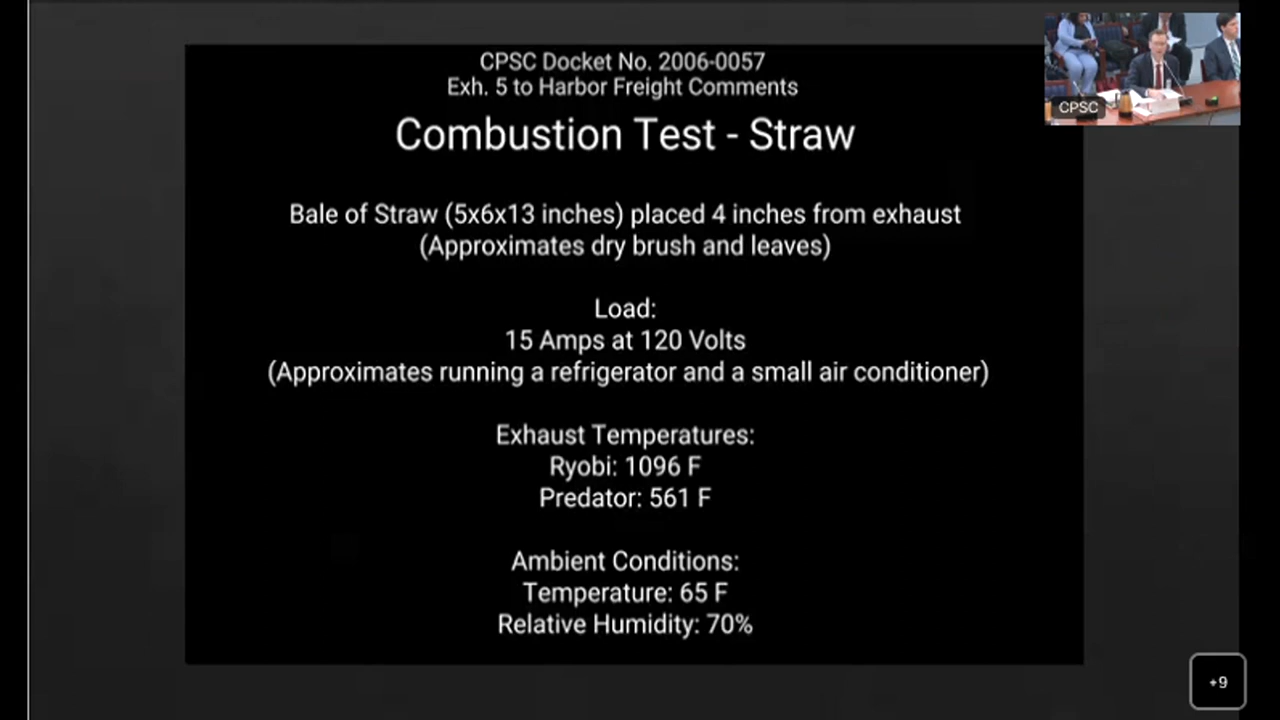 CPSC Docket No. 2006-0057
Exh. 5 to Harbor Freight Comments
Combustion Test - Straw
Bale of Straw (5x6x13 inches) placed 4 inches from exhaust
(Approximates dry brush and leaves)
Load:
15 Amps at 120 Volts
(Approximates running a refrigerator and a small air conditioner)
Exhaust Temperatures:
Ryobi: 1096 F
Predator: 561 F
Ambient Conditions:
Temperature: 65 F
Relative Humidity: 70%
CPSC
+9